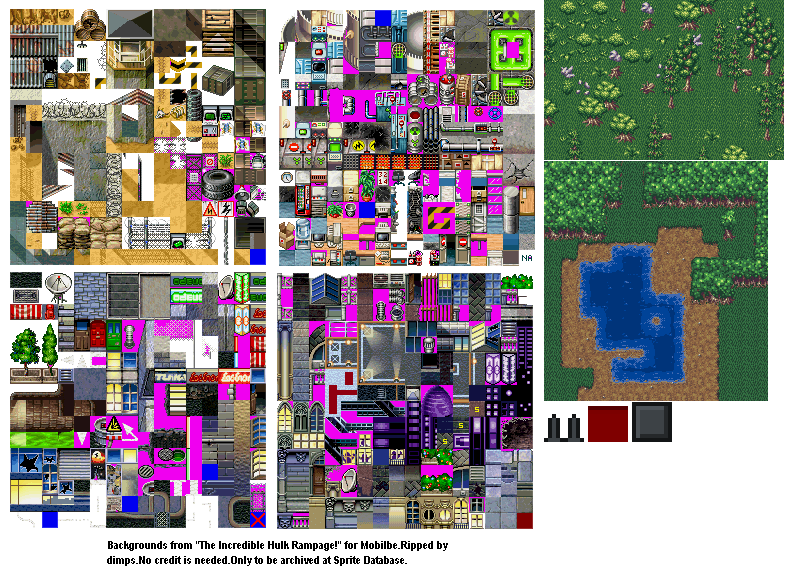 NA
Backgrounds from "The Incredible Hulk Rampage!" for Mobilbe.Ripped by
dimps.No credit is needed.Only to be archived at Sprite Database.